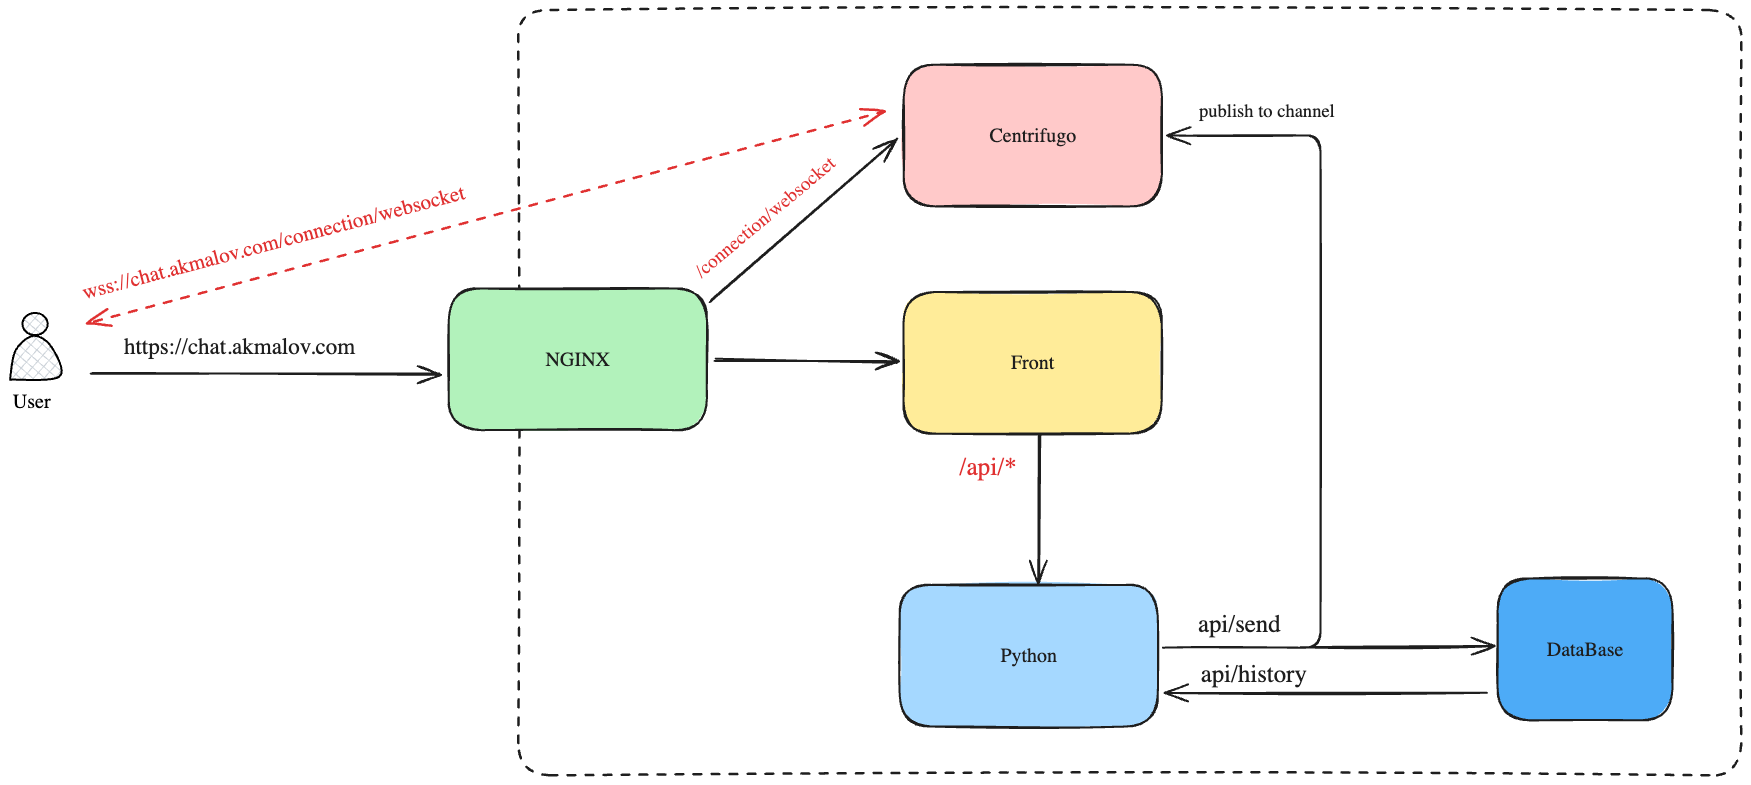 publish to channel
Centrifugo
wss://chat.akmalov.com/connection/websocket
/connection/websocket
https://chat.akmalov.com
NGINX
Front
User
/api/*
api/send
Python
DataBase
api/history